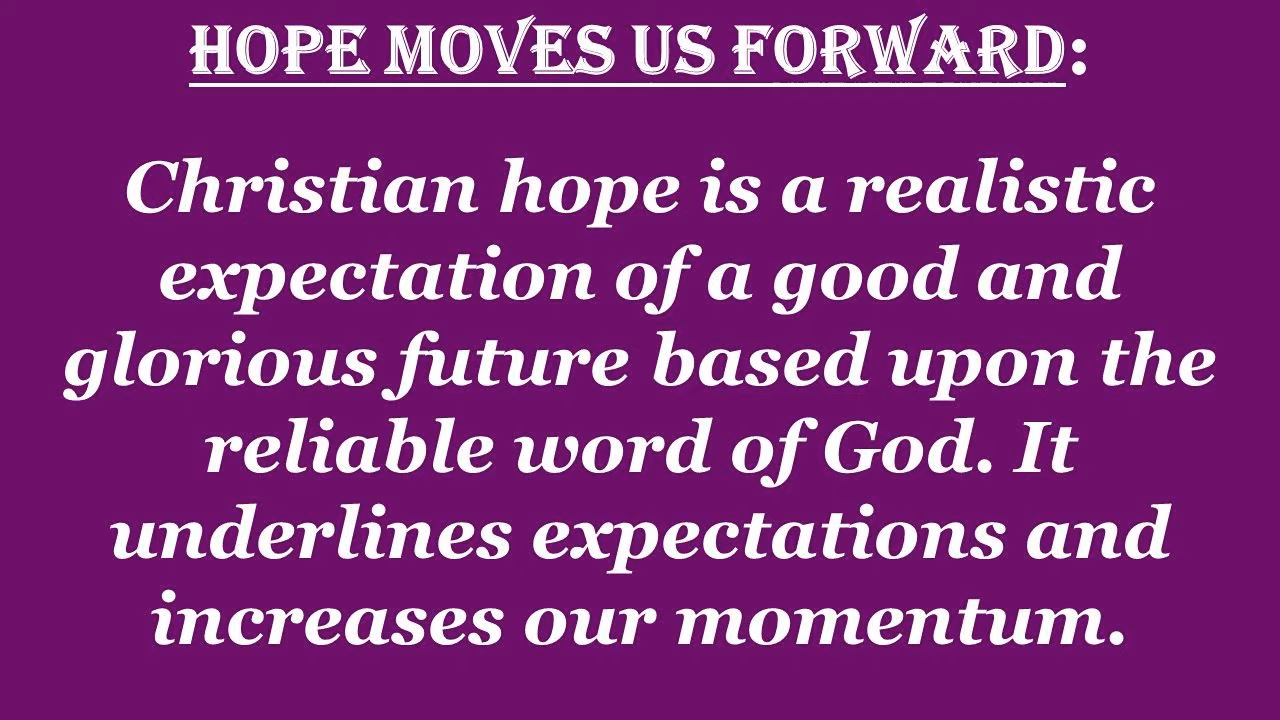 HOPE MOVES US FORWARD:
Christian hope is a realistic
expectation of a good and
glorious future based upon the
reliable word of God. It
underlines expectations and
increases our momentum.